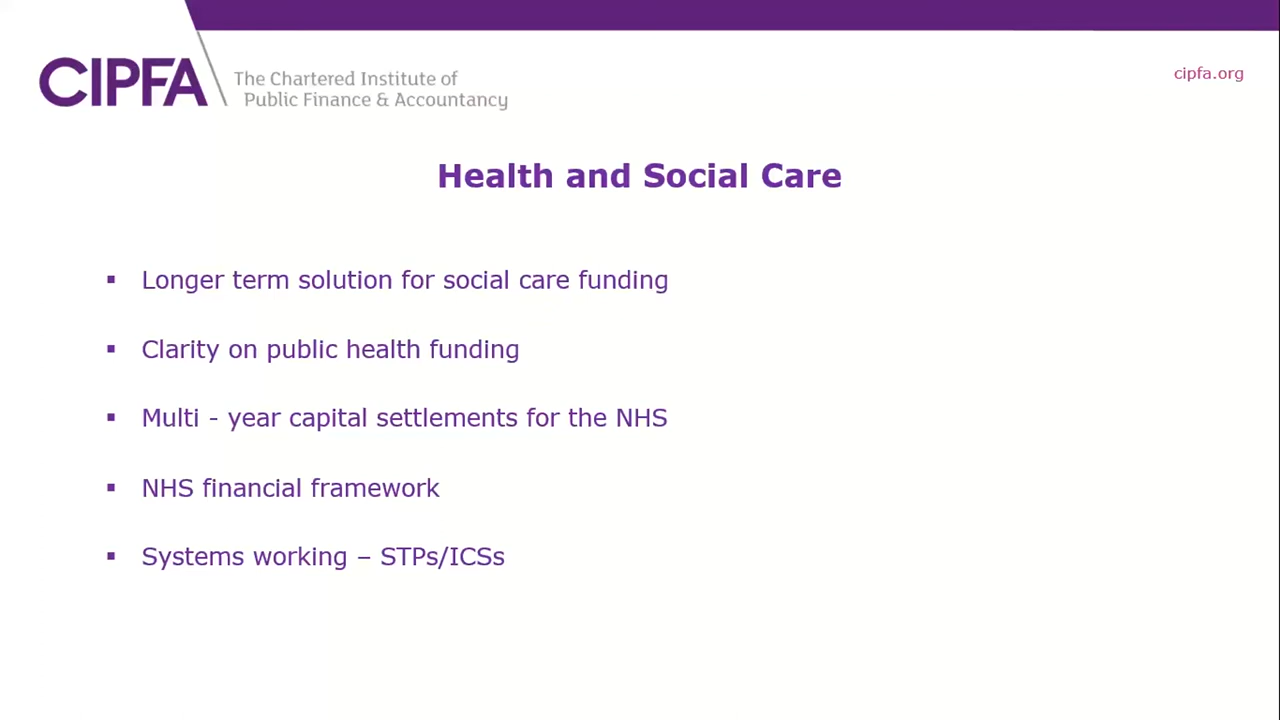 CIPFA
The Chartered Institute of
Public Finance & Accountancy
cipfa.org
Health and Social Care
▪ Longer term solution for social care funding
▪ Clarity on public health funding
▪ Multi - year capital settlements for the NHS
▪ NHS financial framework
▪ Systems working – STPs/ICSs